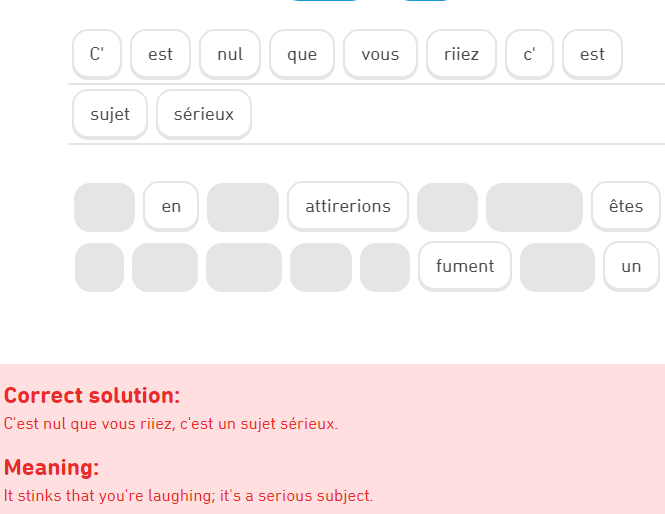 C' est nul que vous riiez c' est
sujet sérieux
en attirerions êtes
fument un
Correct solution:
C'est nul que vous riiez, c'est un sujet sérieux.
Meaning:
It stinks that you're laughing; it's a serious subject.